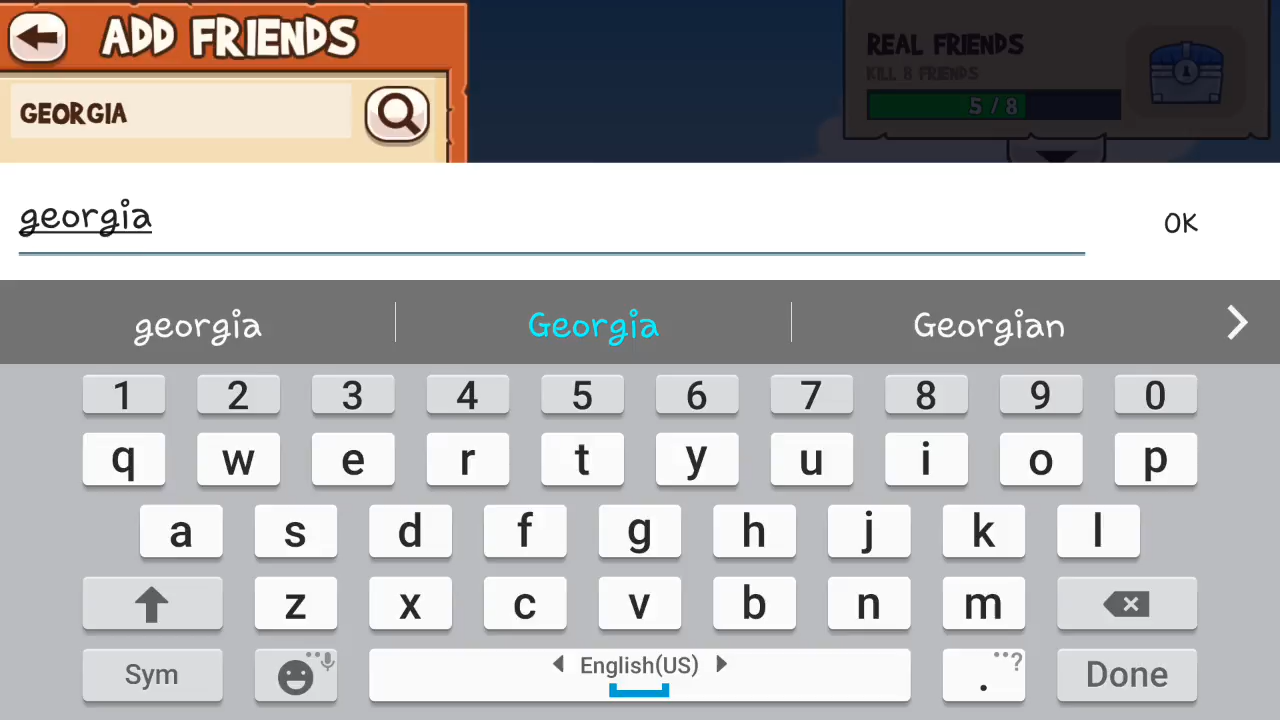 ADD FRIENDS
REAL FRIENDS
KILL 8 FRIENDS
5 / 8
GEORGIA
georgia
OK
georgia Georgia Georgian
1 2 3 4 5 6 7 8 9 0
q w e r t y u i o p
a s d f g h j k l
z x c v b n m
Sym English(US) . ? Done